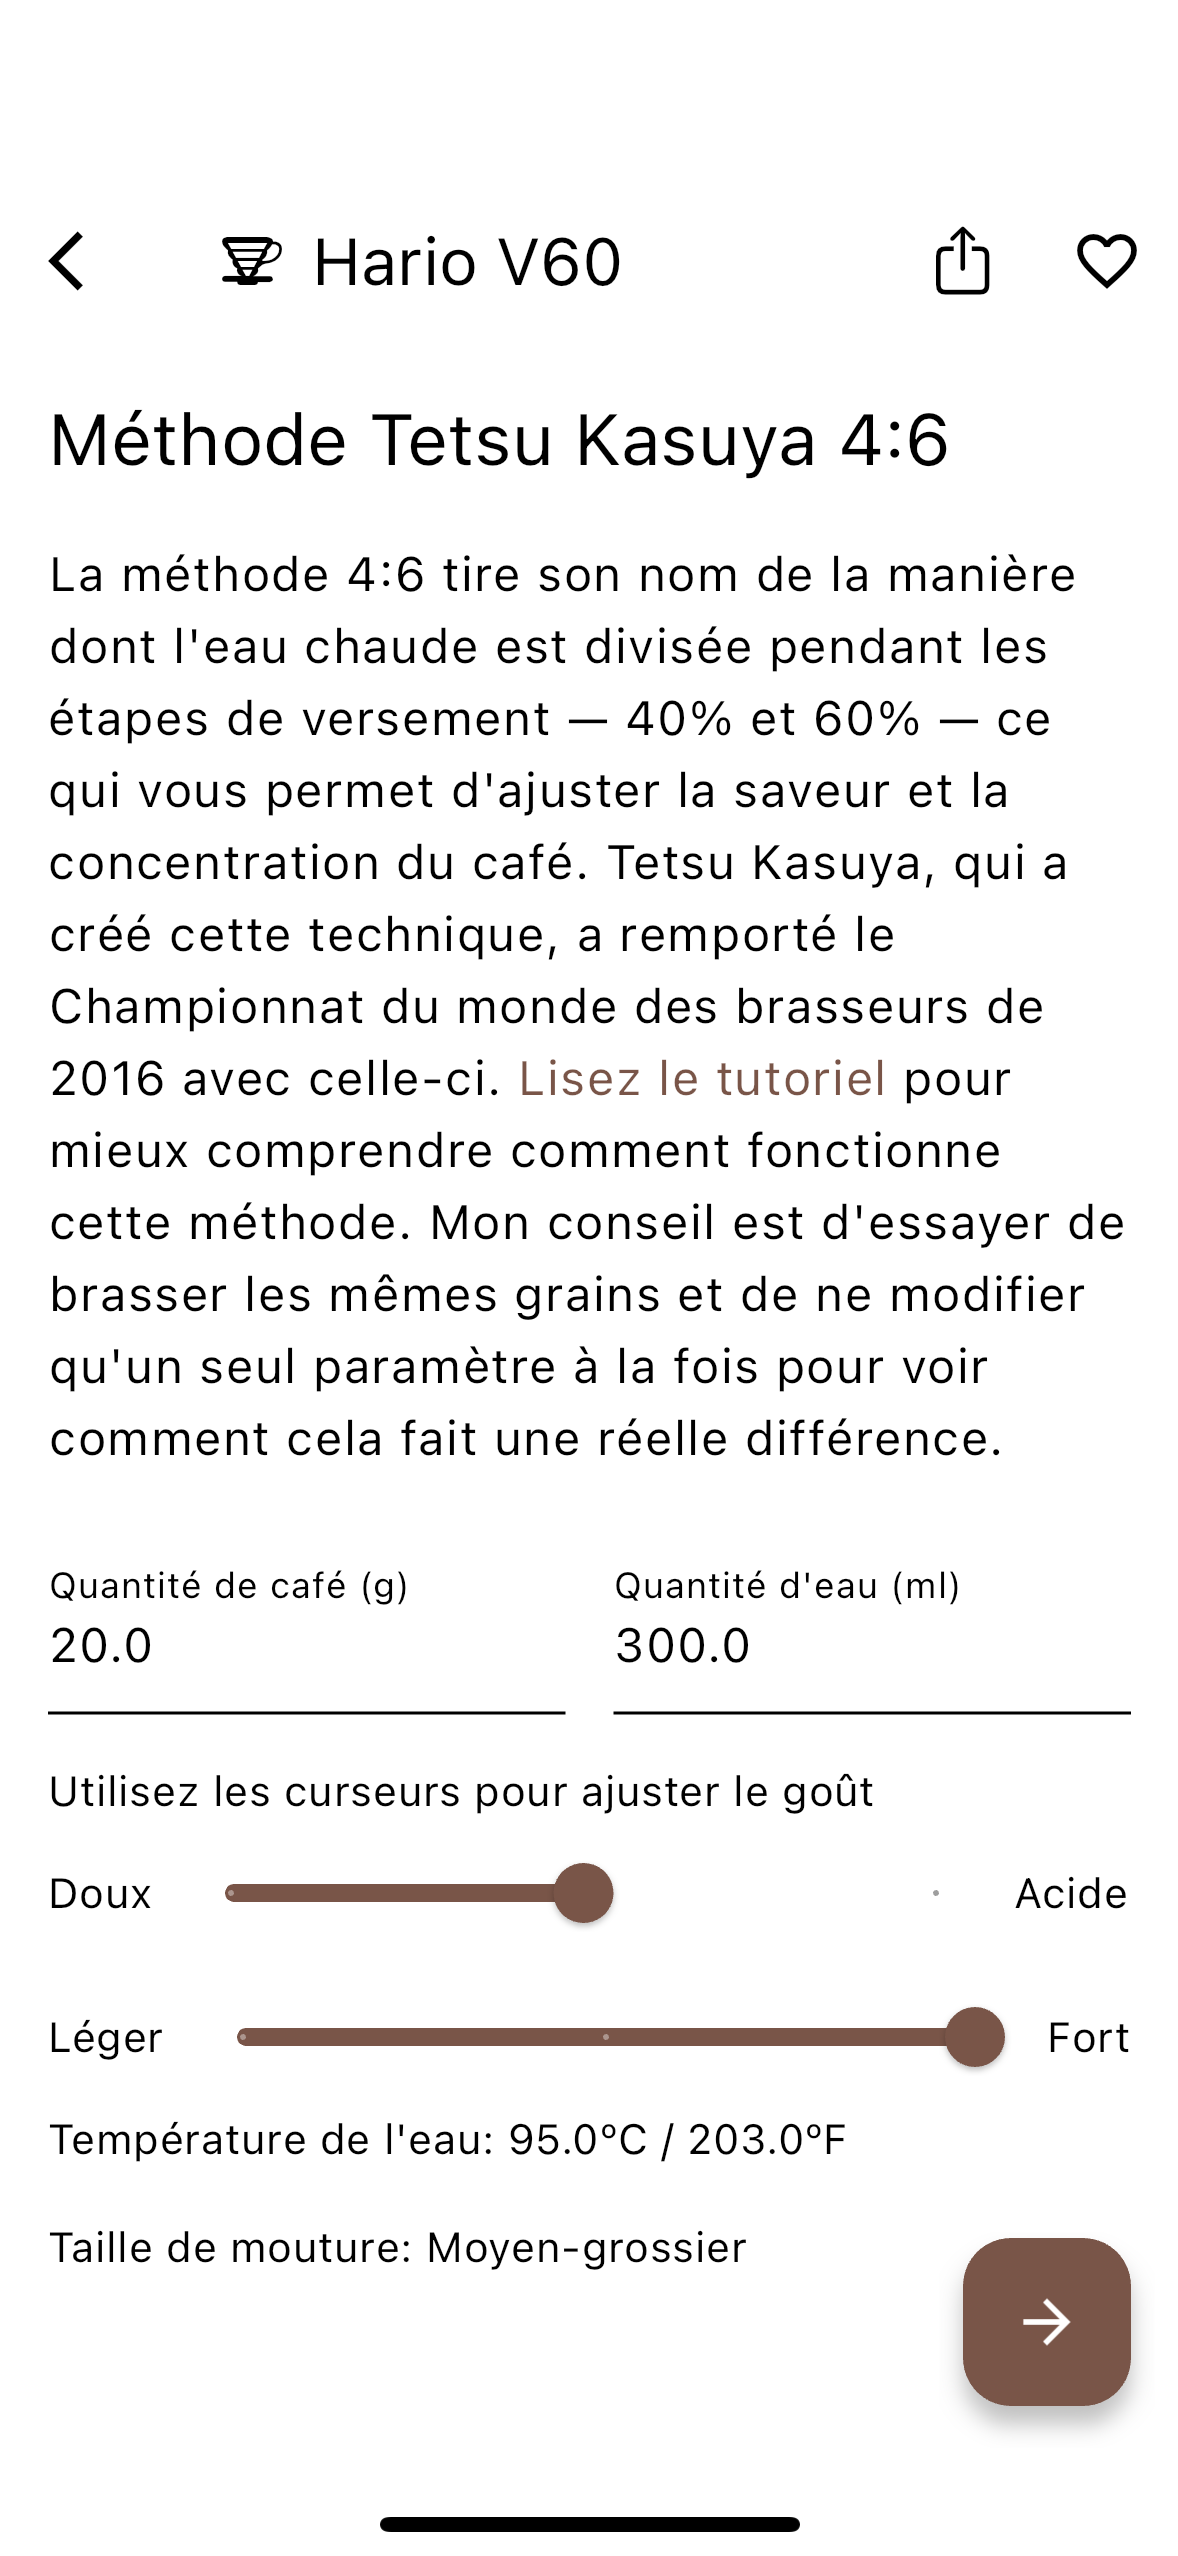 Hario V60
Méthode Tetsu Kasuya 4:6
La méthode 4:6 tire son nom de la manière
dont l'eau chaude est divisée pendant les
étapes de versement — 40% et 60% — ce
qui vous permet d'ajuster la saveur et la
concentration du café. Tetsu Kasuya, qui a
créé cette technique, a remporté le
Championnat du monde des brasseurs de
2016 avec celle-ci. Lisez le tutoriel pour
mieux comprendre comment fonctionne
cette méthode. Mon conseil est d'essayer de
brasser les mêmes grains et de ne modifier
qu'un seul paramètre à la fois pour voir
comment cela fait une réelle différence.
Quantité de café (g) Quantité d'eau (ml)
20.0 300.0
Utilisez les curseurs pour ajuster le goût
Doux Acide
Léger Fort
Température de l'eau: 95.0ºC / 203.0ºF
Taille de mouture: Moyen-grossier